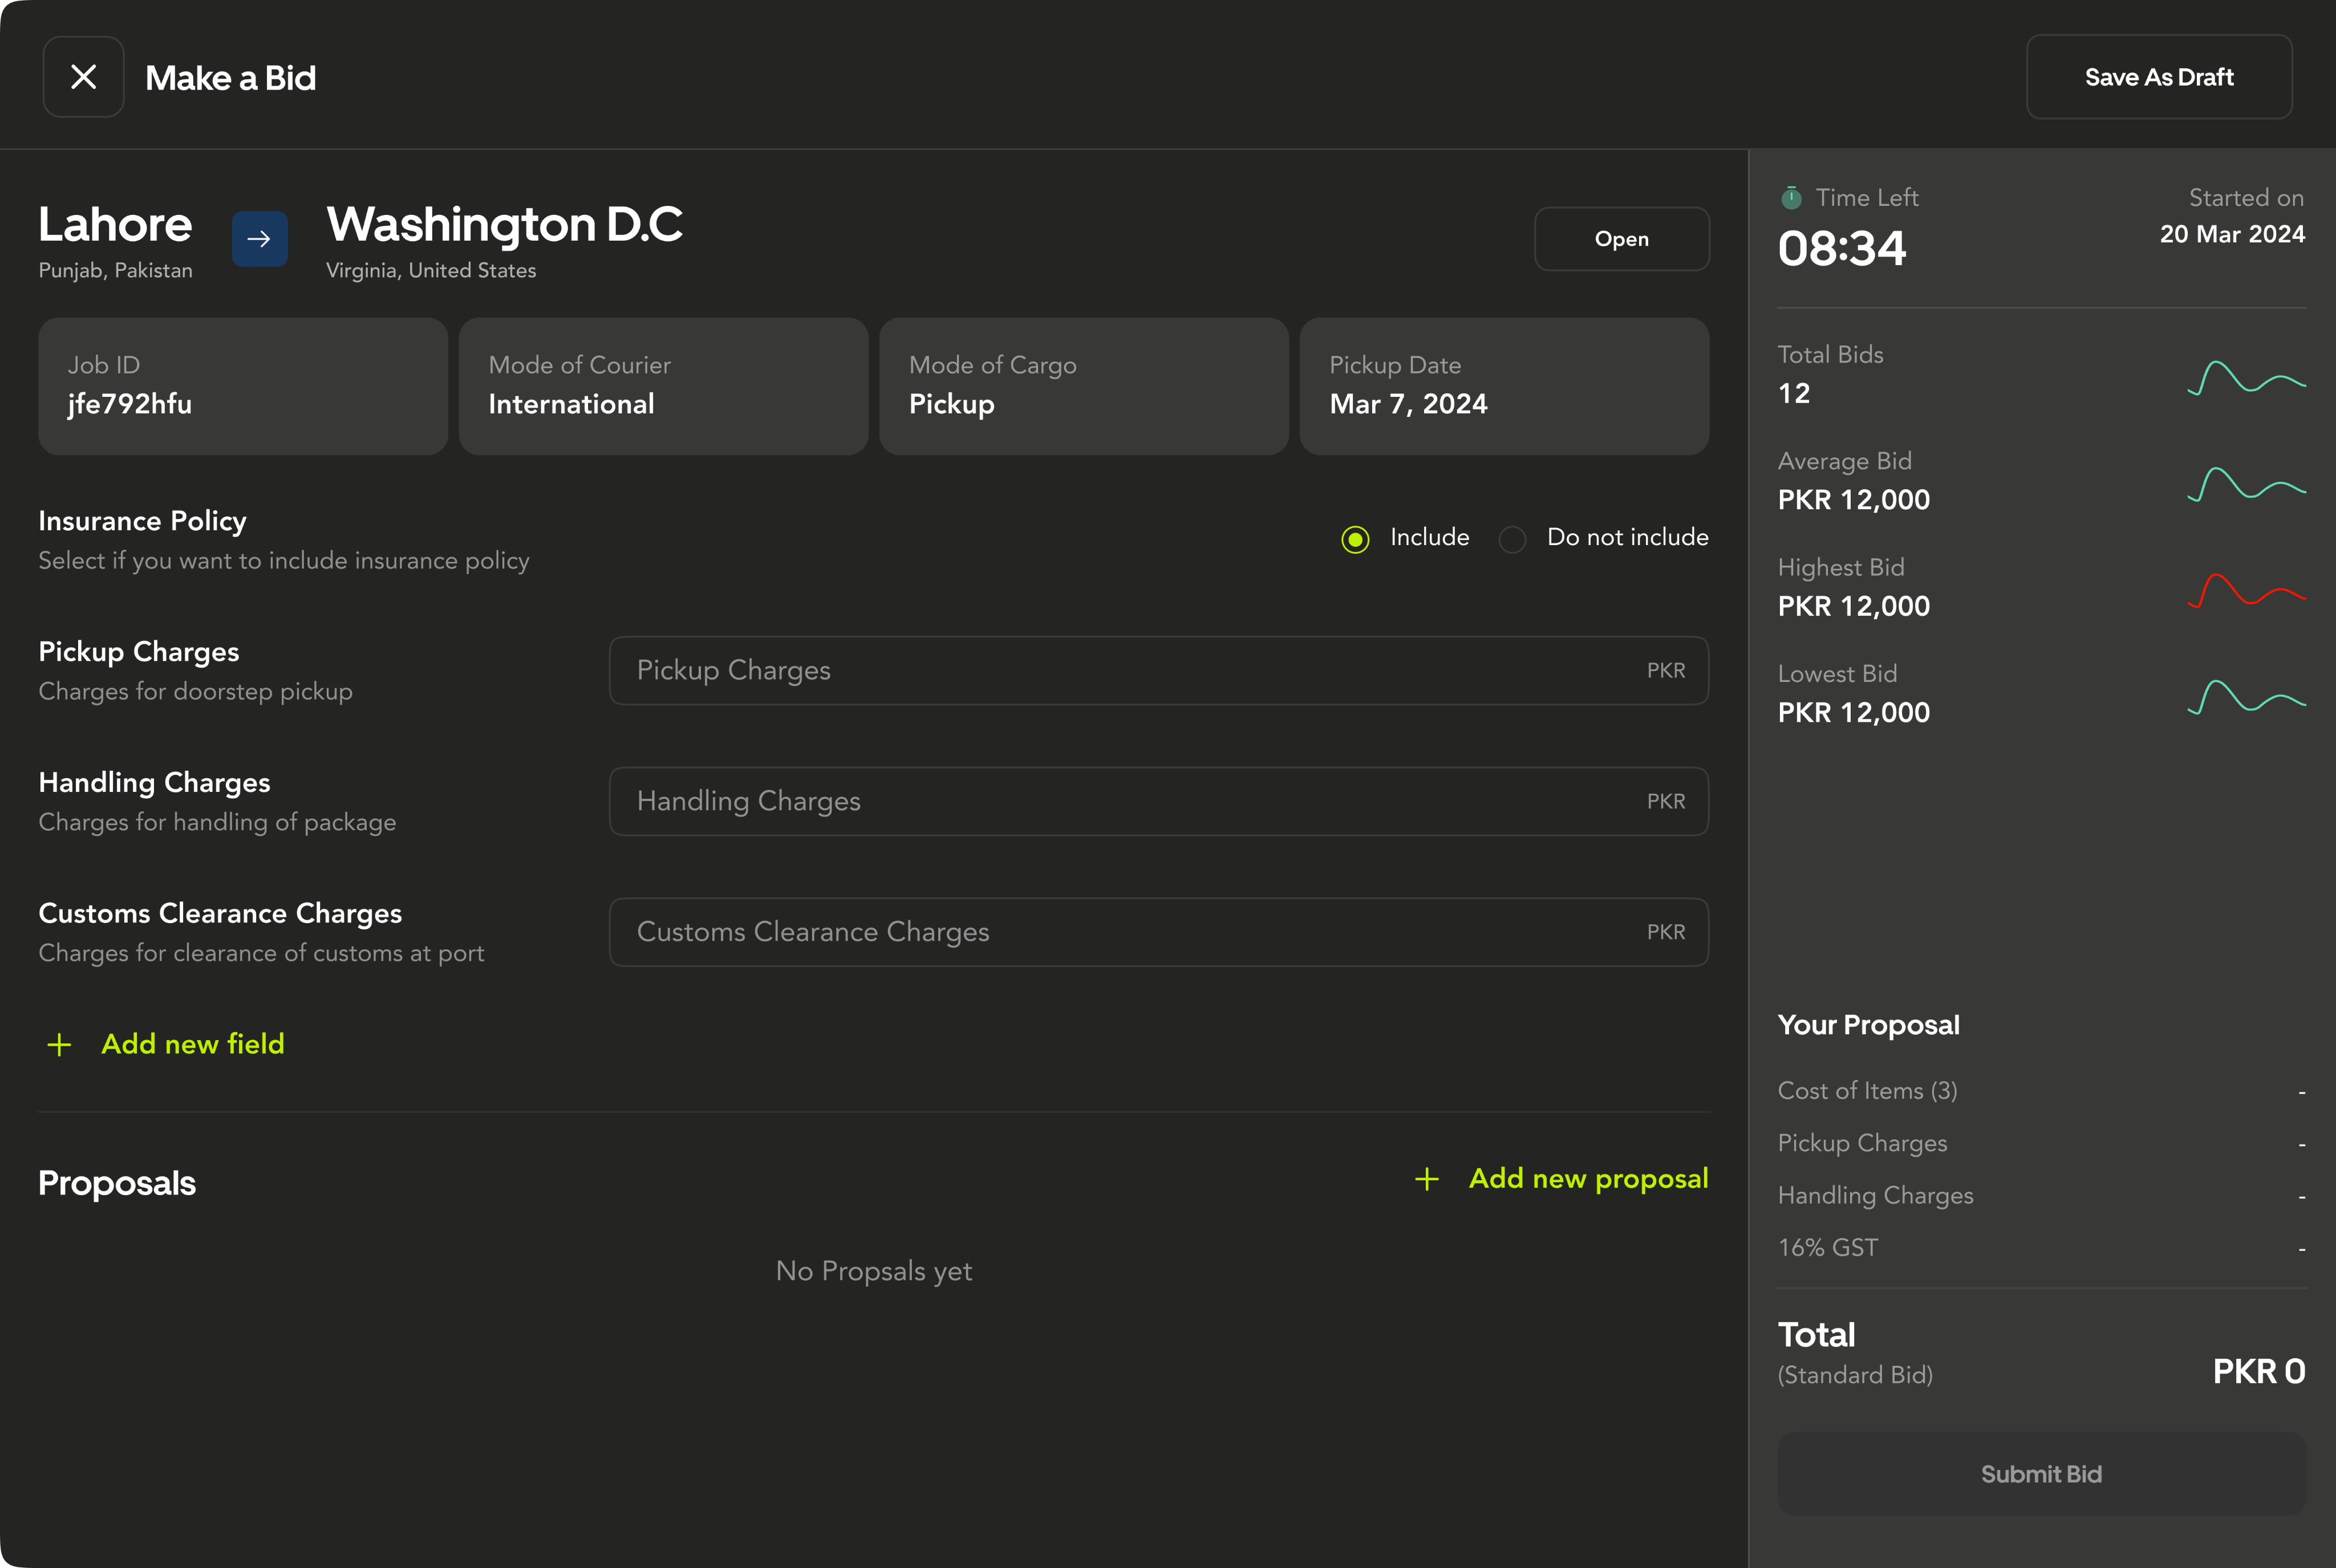 Make a Bid
Save As Draft
Lahore
Punjab, Pakistan
Washington D.C
Virginia, United States
Open
Job ID
jfe792hfu
Mode of Courier
International
Mode of Cargo
Pickup
Pickup Date
Mar 7, 2024
Insurance Policy
Select if you want to include insurance policy
Include
Do not include
Pickup Charges
Charges for doorstep pickup
Pickup Charges
PKR
Handling Charges
Charges for handling of package
Handling Charges
PKR
Customs Clearance Charges
Charges for clearance of customs at port
Customs Clearance Charges
PKR
Add new field
Proposals
Add new proposal
No Propsals yet
Time Left
08:34
Started on
20 Mar 2024
Total Bids
12
Average Bid
PKR 12,000
Highest Bid
PKR 12,000
Lowest Bid
PKR 12,000
Your Proposal
Cost of Items (3) -
Pickup Charges -
Handling Charges -
16% GST -
Total
(Standard Bid)
PKR 0
Submit Bid